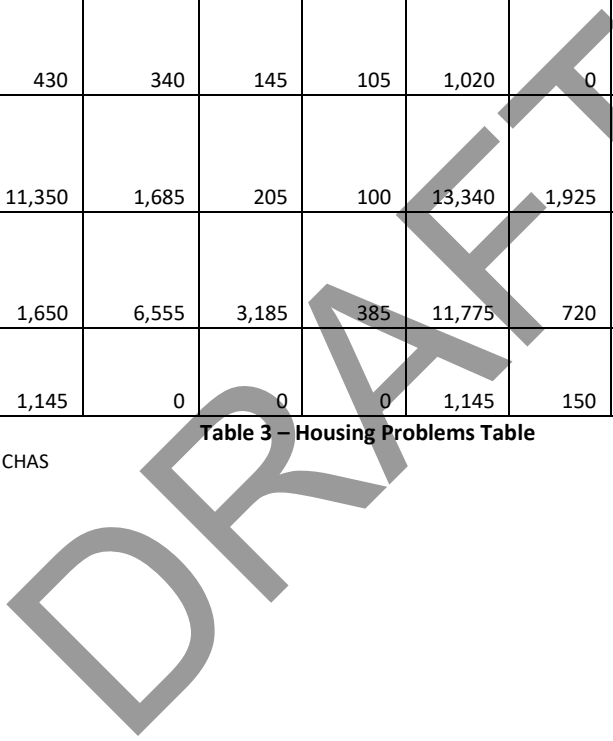 430 340 145 105 1,020 0
11,350 1,685 205 100 13,340 1,925
1,650 6,555 3,185 385 11,775 720
1,145 0 0 0 1,145 150
Table 3 – Housing Problems Table
CHAS
DRAFT